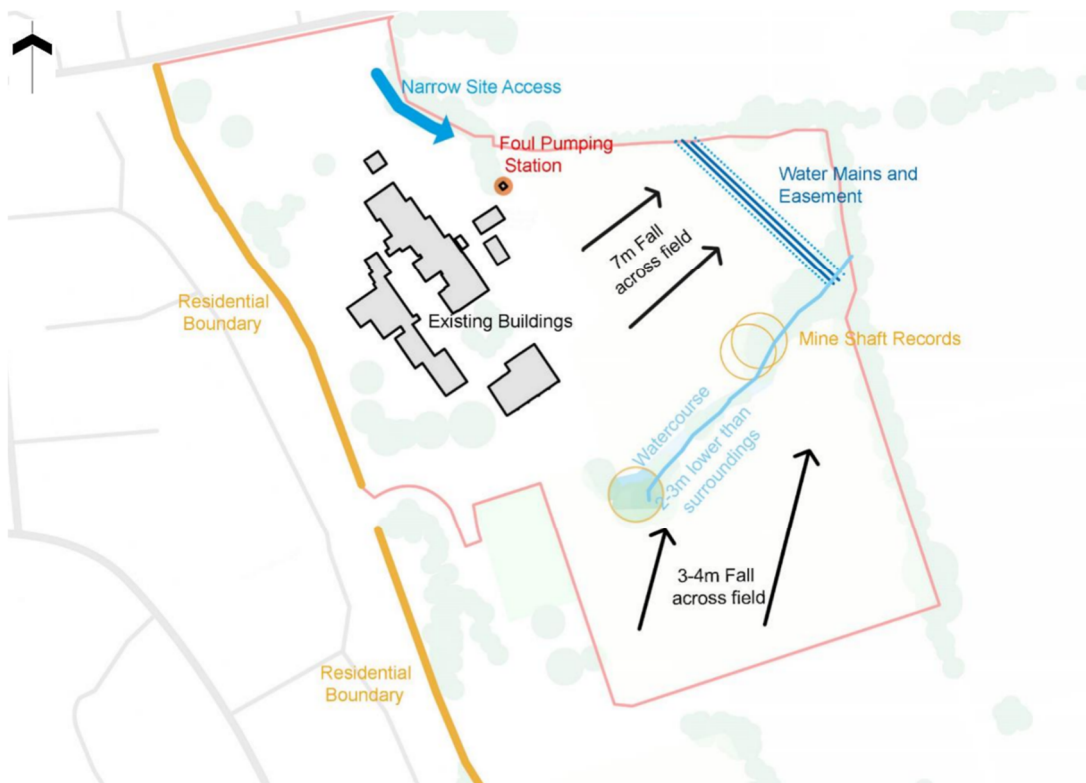 Narrow Site Access
Foul Pumping
Station
Water Mains and
Easement
7m Fall
across field
Residential
Boundary
Existing Buildings
Mine Shaft Records
Watercourse
2-3m lower than
surroundings
3-4m Fall
across field
Residential
Boundary